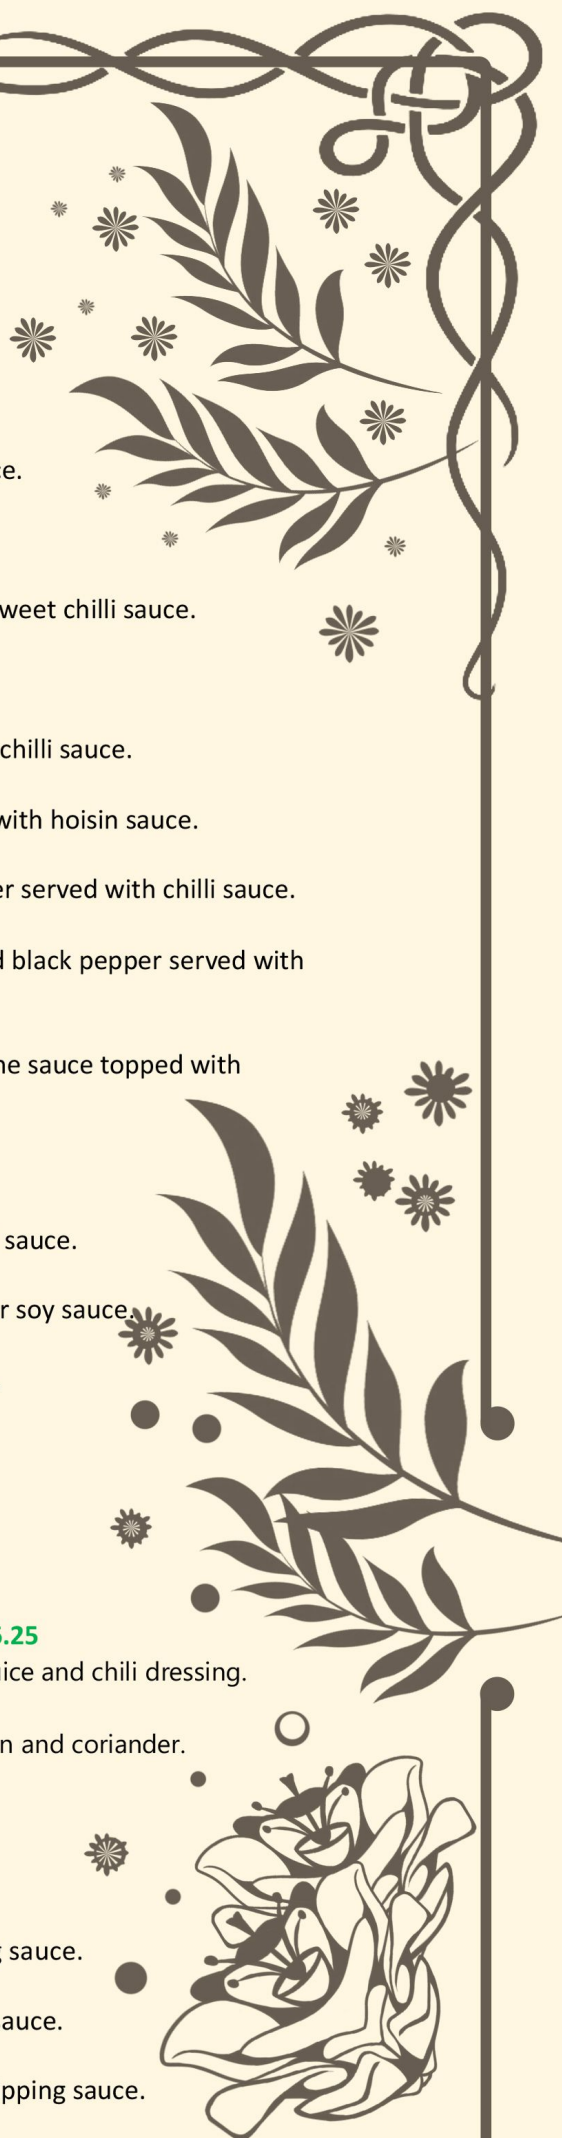 ce.
weet chilli sauce.
chilli sauce.
with hoisin sauce.
er served with chilli sauce.
d black pepper served with
ne sauce topped with
sauce.
r soy sauce.
.25
ice and chili dressing.
n and coriander.
sauce.
auce.
pping sauce.